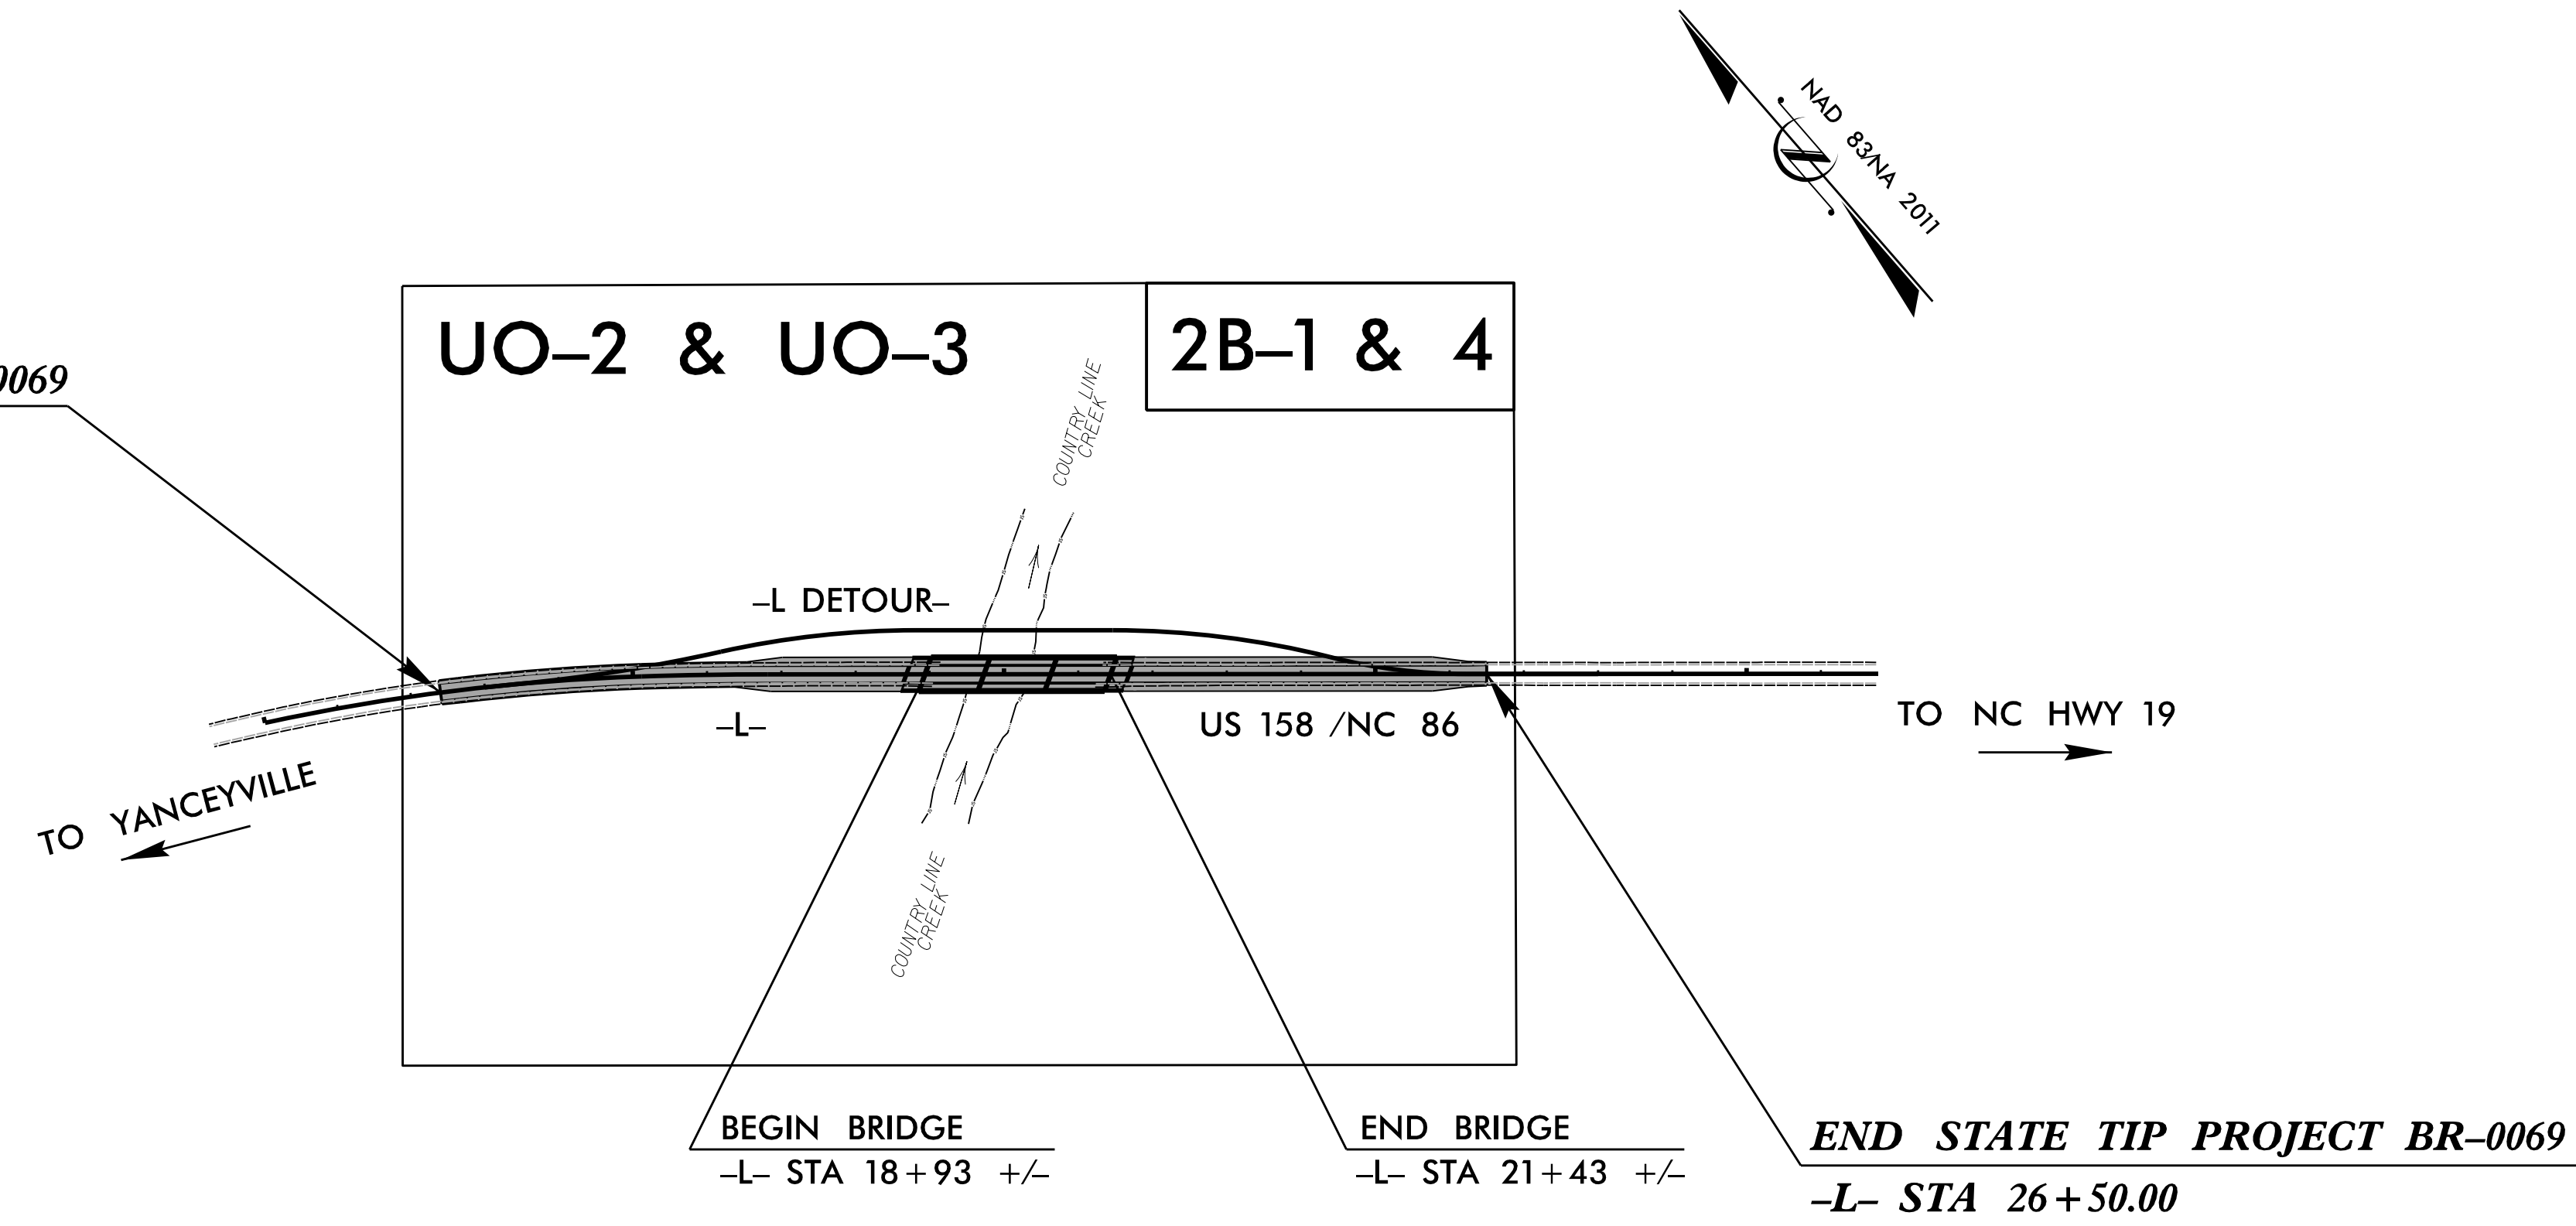 NAD 83/NA 2011
UO–2 & UO–3
2B–1 & 4
0069
COUNTRY LINE
CREEK
–L DETOUR–
–L–
US 158 /NC 86
TO NC HWY 19
TO YANCEYVILLE
COUNTRY LINE
CREEK
BEGIN BRIDGE
–L– STA 18+93 +/–
END BRIDGE
–L– STA 21+43 +/–
END STATE TIP PROJECT BR–0069
–L– STA 26+50.00